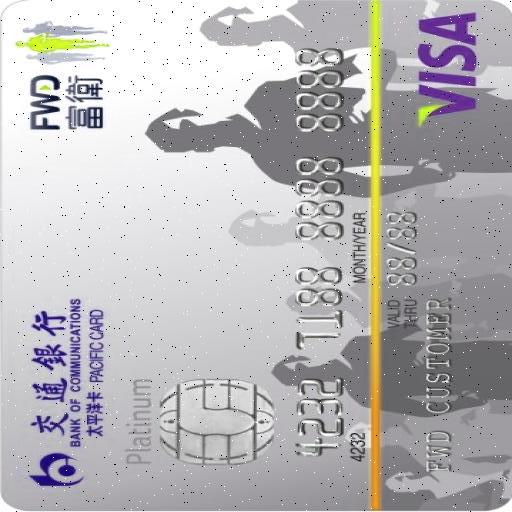 交通銀行
BANK OF COMMUNICATIONS
太平洋卡 PACIFIC CARD
FWD
富衛
Platinum
4232 7188 8888 8888
4232
MONTH/YEAR
VALID THRU 88/88
FWD CUSTOMER
VISA